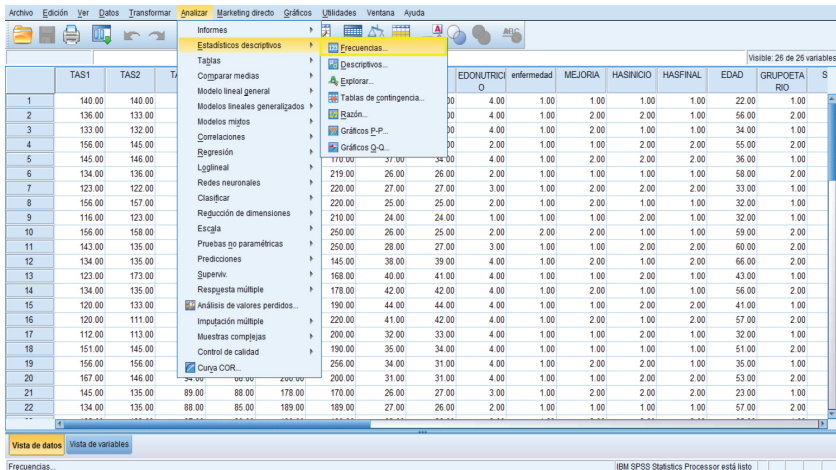 Archivo Edición Ver Datos Transformar Analizar Marketing directo Gráficos Utilidades Ventana Ayuda
Informes
Estadísticos descriptivos
Tablas
Comparar medias
Modelo lineal general
Modelos lineales generalizados
Modelos mixtos
Correlaciones
Regresión
Loglineal
Redes neuronales
Clasificar
Reducción de dimensiones
Escala
Pruebas no paramétricas
Predicciones
Superviv.
Respuesta múltiple
Análisis de valores perdidos...
Imputación múltiple
Muestras complejas
Control de calidad
Curva COR...
Frecuencias...
Descriptivos...
Explorar...
Tablas de contingencia...
Razón...
Gráficos P-P...
Gráficos Q-Q...
Visible: 26 de 26 variables
TAS1 TAS2 EDONUTRICI O enfermedad MEJORIA HASINICIO HASFINAL EDAD GRUPOETA RIO S
1 140.00 140.00 4.00 1.00 1.00 1.00 1.00 22.00 1.00
2 136.00 133.00 4.00 1.00 1.00 2.00 2.00 56.00 2.00
3 133.00 132.00 4.00 1.00 2.00 1.00 1.00 34.00 1.00
4 156.00 145.00 4.00 1.00 1.00 2.00 2.00 55.00 2.00
5 145.00 146.00 170.00 37.00 34.00 4.00 1.00 2.00 2.00 2.00 36.00 1.00
6 134.00 136.00 219.00 26.00 26.00 2.00 1.00 1.00 1.00 1.00 58.00 2.00
7 123.00 122.00 220.00 27.00 27.00 3.00 1.00 2.00 2.00 2.00 33.00 1.00
8 156.00 157.00 220.00 25.00 25.00 2.00 1.00 2.00 1.00 2.00 32.00 1.00
9 116.00 123.00 210.00 24.00 24.00 1.00 1.00 2.00 1.00 1.00 32.00 1.00
10 156.00 158.00 250.00 26.00 25.00 2.00 2.00 2.00 1.00 2.00 59.00 2.00
11 143.00 135.00 250.00 28.00 27.00 3.00 1.00 1.00 2.00 2.00 60.00 2.00
12 134.00 135.00 145.00 38.00 39.00 4.00 1.00 2.00 1.00 2.00 66.00 2.00
13 123.00 173.00 168.00 40.00 41.00 4.00 1.00 2.00 1.00 2.00 43.00 1.00
14 134.00 135.00 178.00 42.00 42.00 4.00 1.00 2.00 1.00 1.00 56.00 2.00
15 120.00 133.00 190.00 44.00 44.00 4.00 1.00 1.00 2.00 2.00 41.00 1.00
16 120.00 111.00 220.00 41.00 42.00 4.00 1.00 2.00 1.00 2.00 57.00 2.00
17 112.00 113.00 200.00 32.00 33.00 4.00 1.00 2.00 2.00 1.00 32.00 1.00
18 151.00 145.00 190.00 35.00 34.00 4.00 1.00 1.00 1.00 1.00 51.00 2.00
19 156.00 156.00 256.00 34.00 31.00 4.00 1.00 2.00 2.00 2.00 35.00 1.00
20 167.00 146.00 200.00 31.00 31.00 4.00 1.00 2.00 2.00 2.00 53.00 2.00
21 145.00 135.00 89.00 88.00 178.00 170.00 26.00 27.00 3.00 1.00 2.00 2.00 2.00 23.00 1.00
22 134.00 135.00 88.00 85.00 189.00 189.00 27.00 26.00 2.00 1.00 2.00 1.00 1.00 57.00 2.00
Vista de datos Vista de variables
Frecuencias... IBM SPSS Statistics Processor está listo